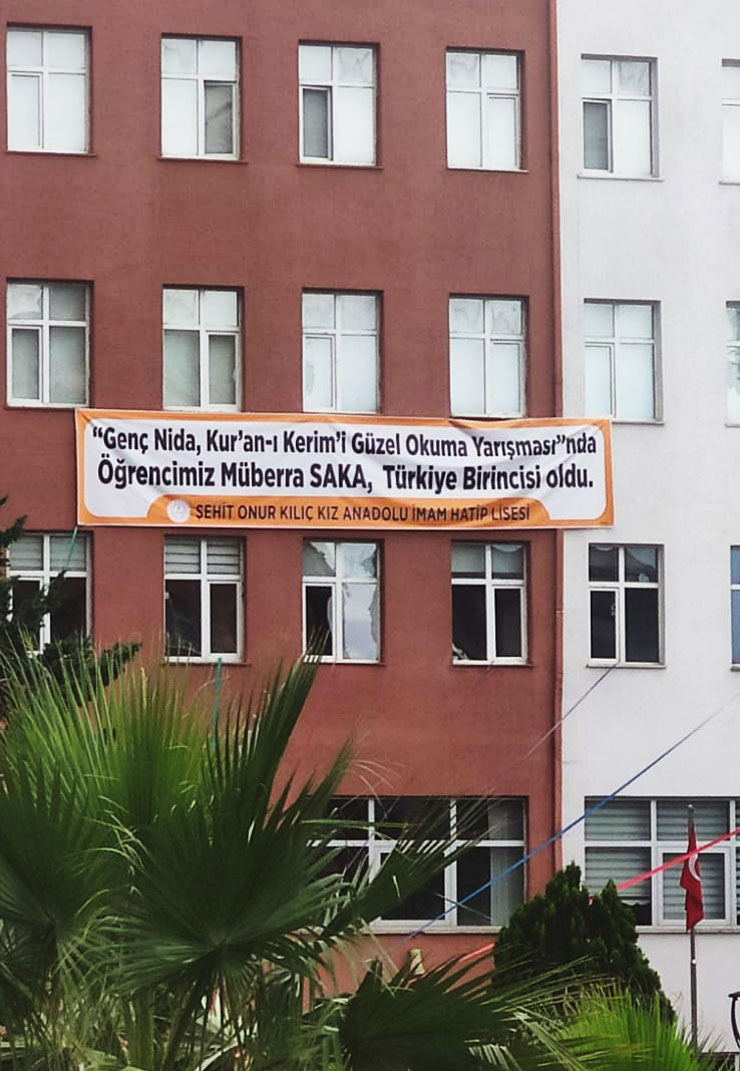 “Genç Nida, Kur’an-ı Kerim’i Güzel Okuma Yarışması”nda
Öğrencimiz Müberra SAKA, Türkiye Birincisi oldu.
ŞEHİT ONUR KILIÇ KIZ ANADOLU İMAM HATİP LİSESİ